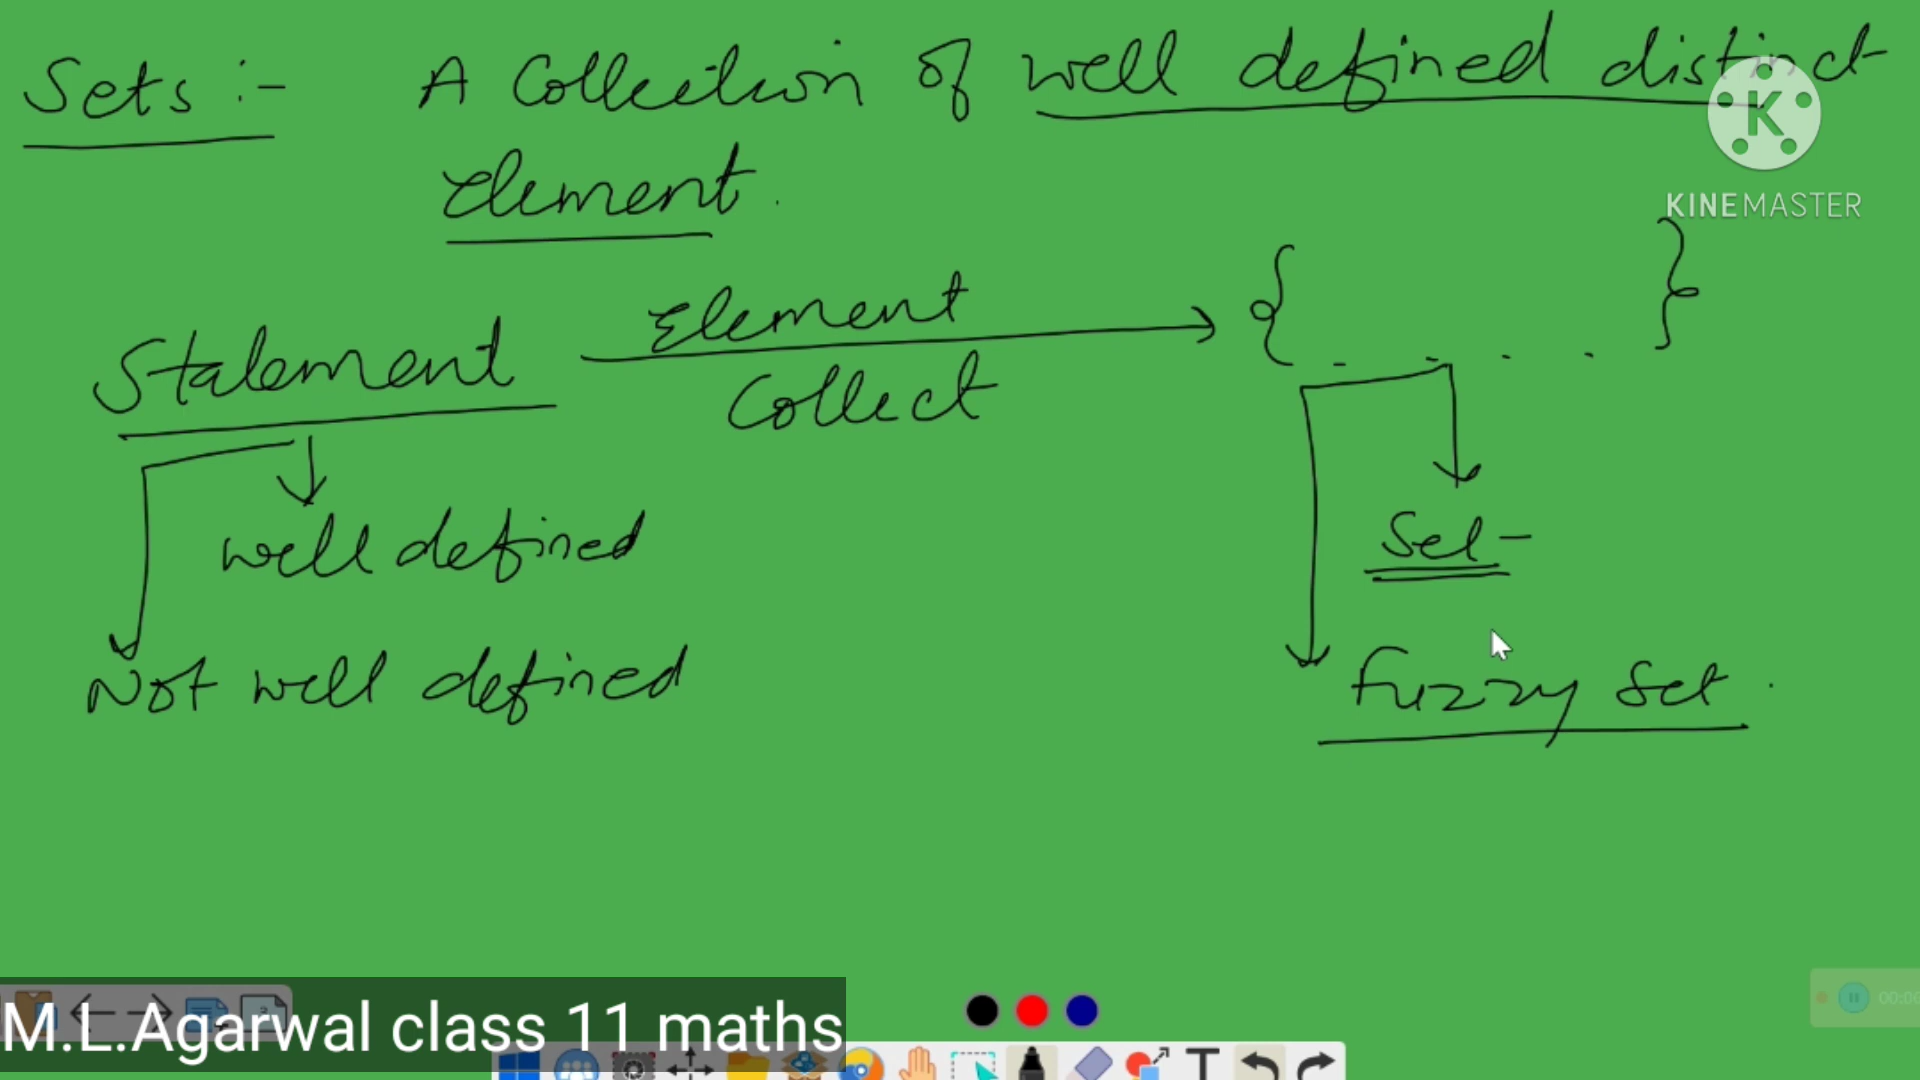 Sets :- A Collection of well defined distinct
Element.
KINEMASTER
Statement Element { }
Collect
well defined
Set
Not well defined
Fuzzy Set.
M.L.Agarwal class 11 maths